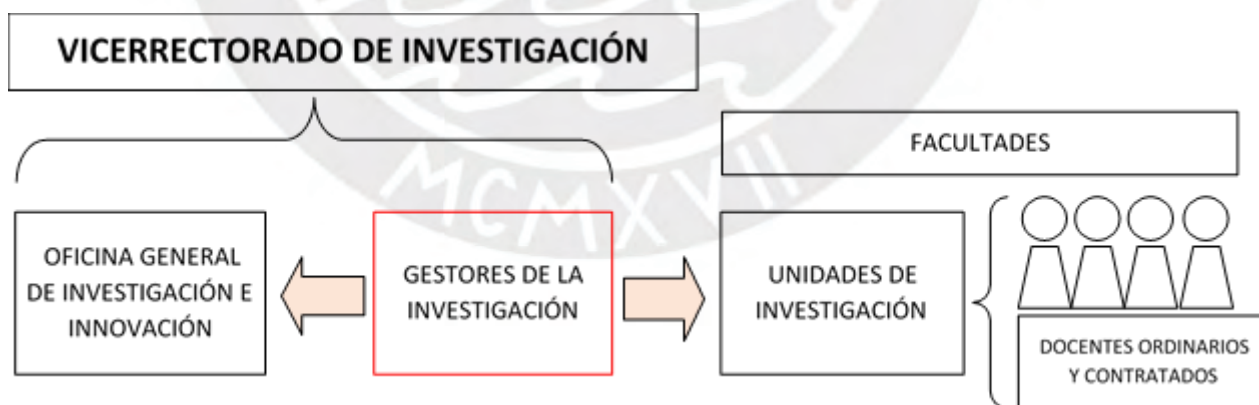 VICERRECTORADO DE INVESTIGACIÓN
FACULTADES
MCMXVII
OFICINA GENERAL
DE INVESTIGACIÓN E
INNOVACIÓN
GESTORES DE LA
INVESTIGACIÓN
UNIDADES DE
INVESTIGACIÓN
DOCENTES ORDINARIOS
Y CONTRATADOS